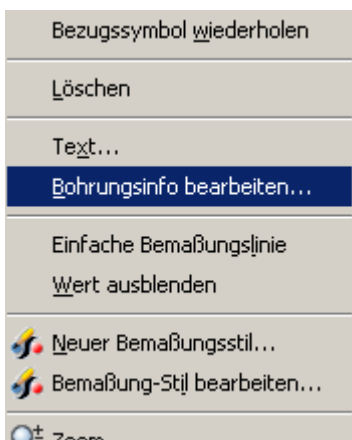 Bezugssymbol wiederholen
Löschen
Text...
Bohrungsinfo bearbeiten...
Einfache Bemaßungslinie
Wert ausblenden
Neuer Bemaßungsstil...
Bemaßung-Stil bearbeiten...
Zoom